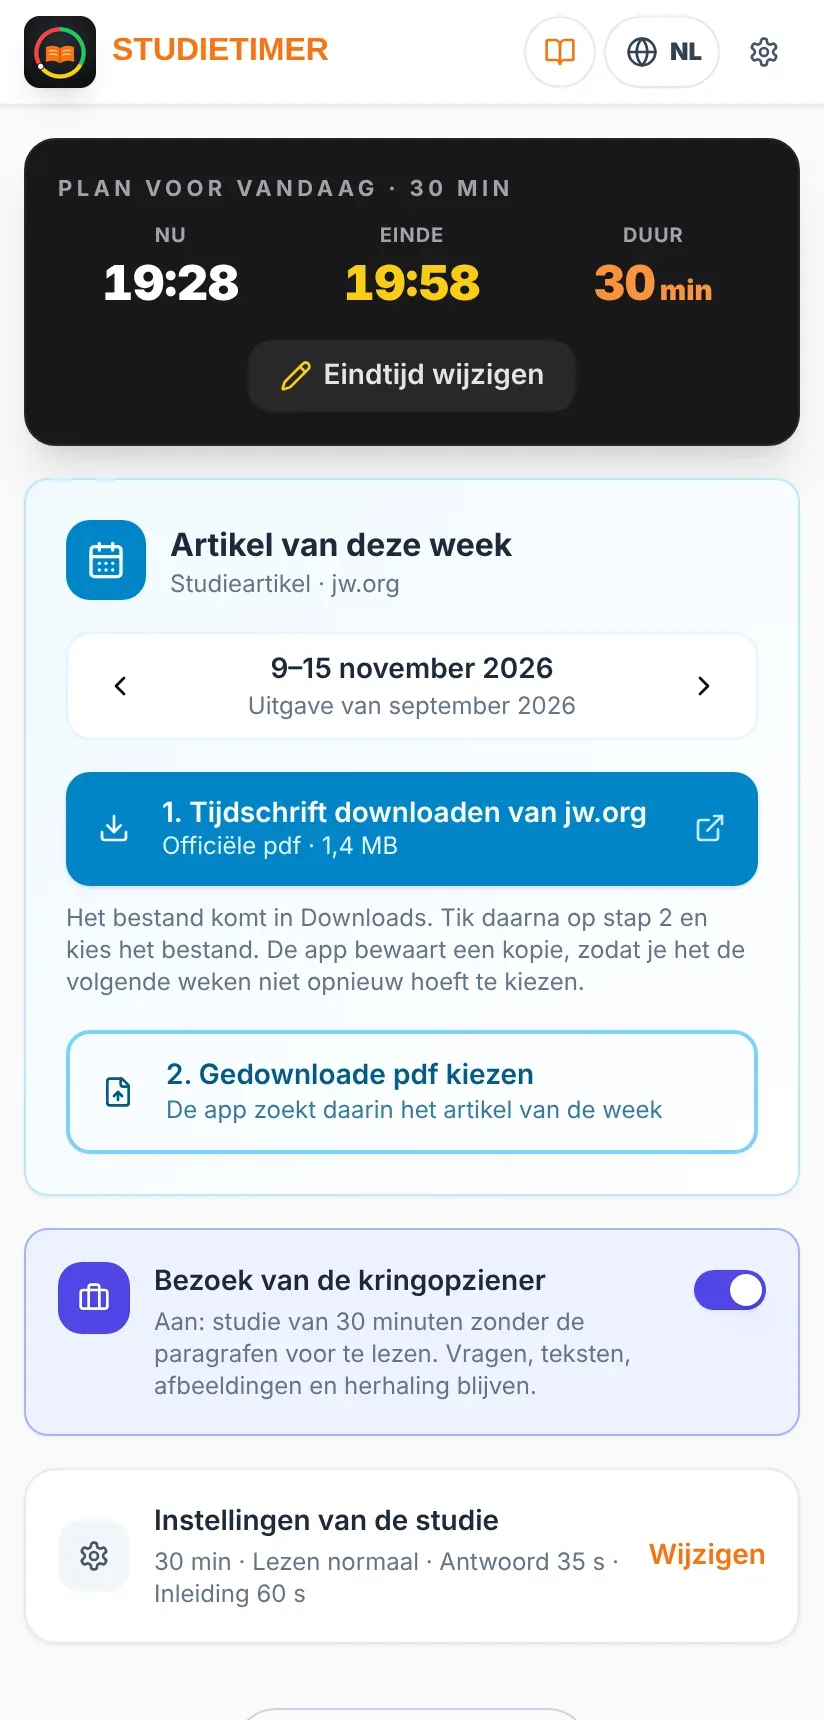 STUDIETIMER
NL
PLAN VOOR VANDAAG · 30 MIN
NU
EINDE
DUUR
19:28
19:58
30 min
Eindtijd wijzigen
Artikel van deze week
Studieartikel · jw.org
9–15 november 2026
Uitgave van september 2026
1. Tijdschrift downloaden van jw.org
Officiële pdf · 1,4 MB
Het bestand komt in Downloads. Tik daarna op stap 2 en
kies het bestand. De app bewaart een kopie, zodat je het de
volgende weken niet opnieuw hoeft te kiezen.
2. Gedownloade pdf kiezen
De app zoekt daarin het artikel van de week
Bezoek van de kringopziener
Aan: studie van 30 minuten zonder de
paragrafen voor te lezen. Vragen, teksten,
afbeeldingen en herhaling blijven.
Instellingen van de studie
30 min · Lezen normaal · Antwoord 35 s ·
Inleiding 60 s
Wijzigen